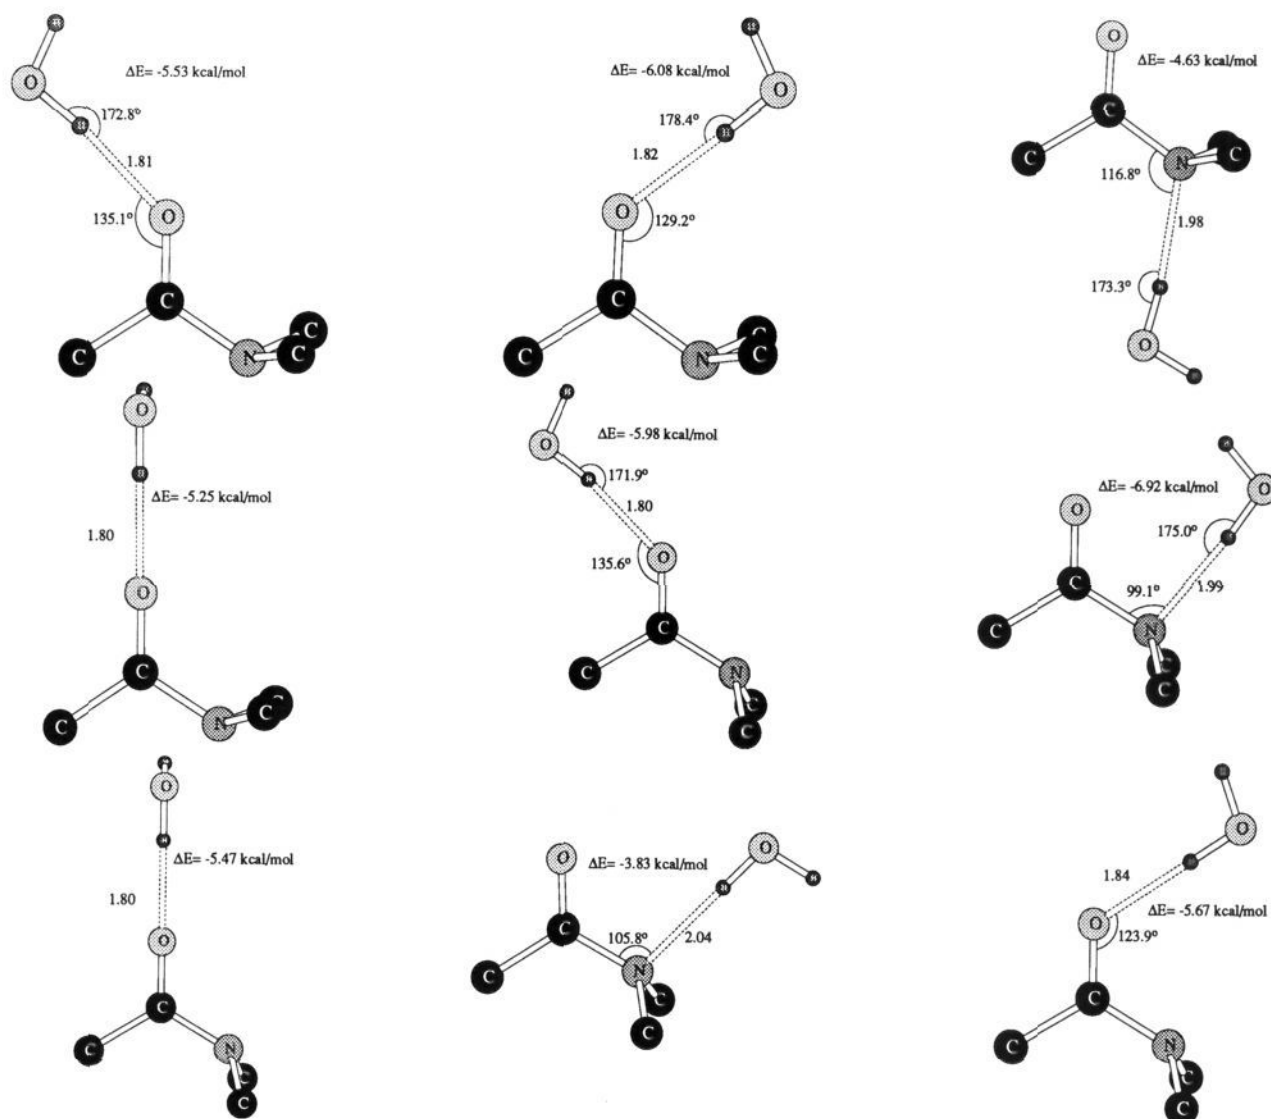 H
O
ΔE= -5.53 kcal/mol
172.8°
H
1.81
135.1°
O
C
C
N
C
C
H
O
ΔE= -6.08 kcal/mol
178.4°
H
1.82
O
129.2°
C
C
N
C
C
O
ΔE= -4.63 kcal/mol
C
C
N
C
116.8°
1.98
173.3°
H
O
H
O
H
ΔE= -5.25 kcal/mol
1.80
O
C
C
N
C
C
H
O
ΔE= -5.98 kcal/mol
171.9°
H
1.80
135.6°
O
C
C
N
C
C
H
O
ΔE= -6.92 kcal/mol
O
175.0°
H
C
99.1°
1.99
C
N
C
C
H
O
H
ΔE= -5.47 kcal/mol
1.80
O
C
C
N
C
C
O
ΔE= -3.83 kcal/mol
O
H
H
C
105.8°
2.04
C
N
C
C
H
O
1.84
H
ΔE= -5.67 kcal/mol
O
123.9°
C
C
N
C
C